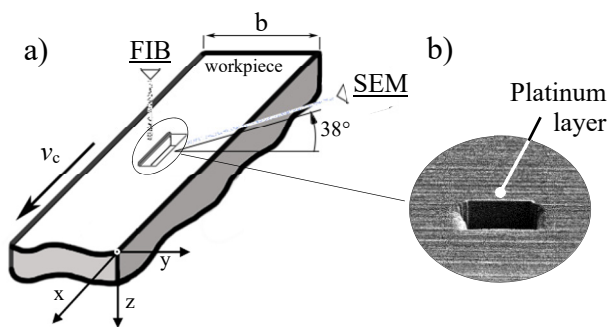 a)
b
b)
FIB
workpiece
SEM
Platinum
layer
38°
vc
y
x
z